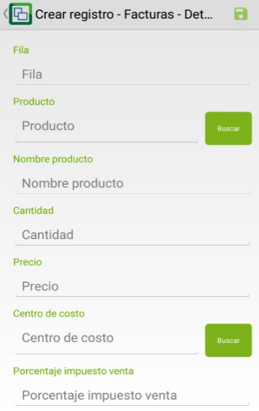 Crear registro - Facturas - Det...
Fila
Fila
Producto
Producto
Buscar
Nombre producto
Nombre producto
Cantidad
Cantidad
Precio
Precio
Centro de costo
Centro de costo
Buscar
Porcentaje impuesto venta
Porcentaje impuesto venta